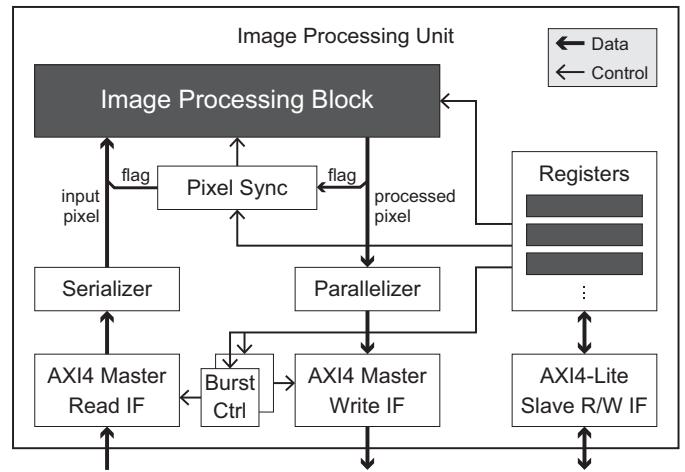 Image Processing Unit
Data
Control
Image Processing Block
flag
Pixel Sync
flag
input
pixel
processed
pixel
Registers
⋮
Serializer
Parallelizer
AXI4 Master
Read IF
Burst
Ctrl
AXI4 Master
Write IF
AXI4-Lite
Slave R/W IF